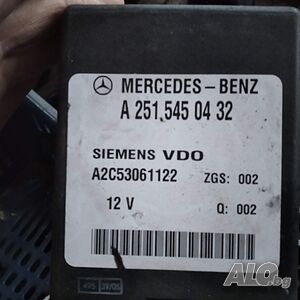 MERCEDES-BENZ
A 251 545 04 32
SIEMENS VDO
A2C53061122 ZGS: 002
12 V Q: 002
ALO.bg